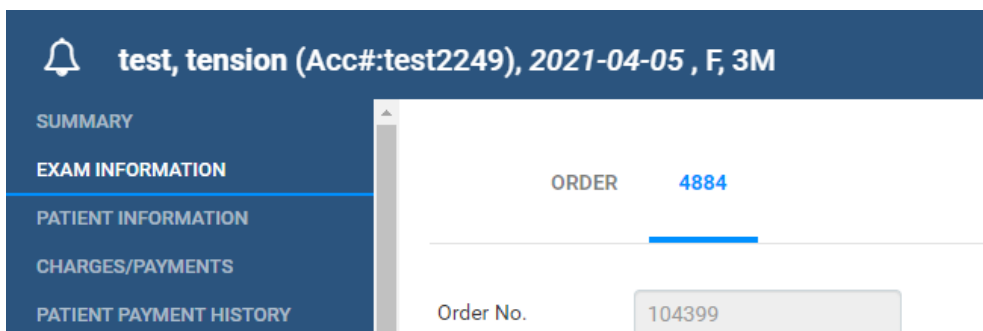 test, tension (Acc#:test2249), 2021-04-05 , F, 3M
SUMMARY
EXAM INFORMATION
PATIENT INFORMATION
CHARGES/PAYMENTS
PATIENT PAYMENT HISTORY
ORDER 4884
Order No. 104399